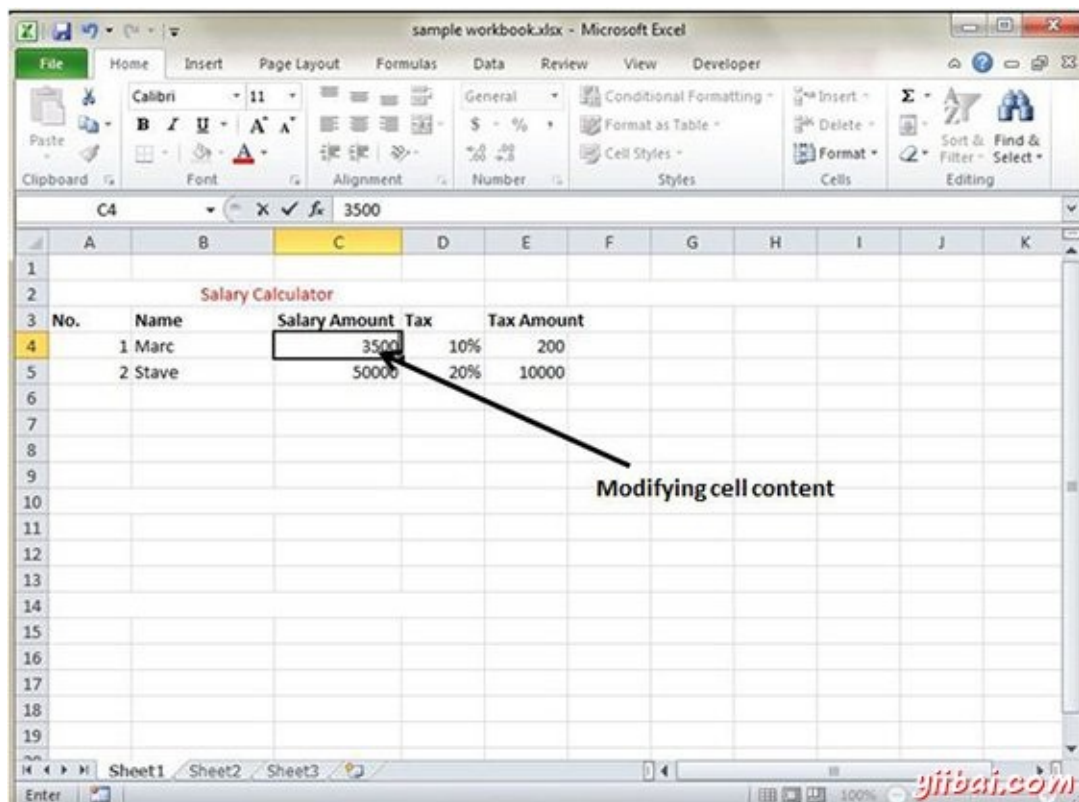 sample workbook.xlsx - Microsoft Excel
File Home Insert Page Layout Formulas Data Review View Developer
Calibri 11 General Conditional Formatting Insert Σ
Paste B I U A A $ % , Format as Table Delete Sort & Find &
A Cell Styles Format Filter Select
Clipboard Font Alignment Number Styles Cells Editing
C4 fx 3500
A B C D E F G H I J K
1
2 Salary Calculator
3 No. Name Salary Amount Tax Tax Amount
4 1 Marc 3500 10% 200
5 2 Stave 50000 20% 10000
6
7
8
9
Modifying cell content
10
11
12
13
14
15
16
17
18
19
Sheet1 Sheet2 Sheet3
Enter 100%
yiibai.com